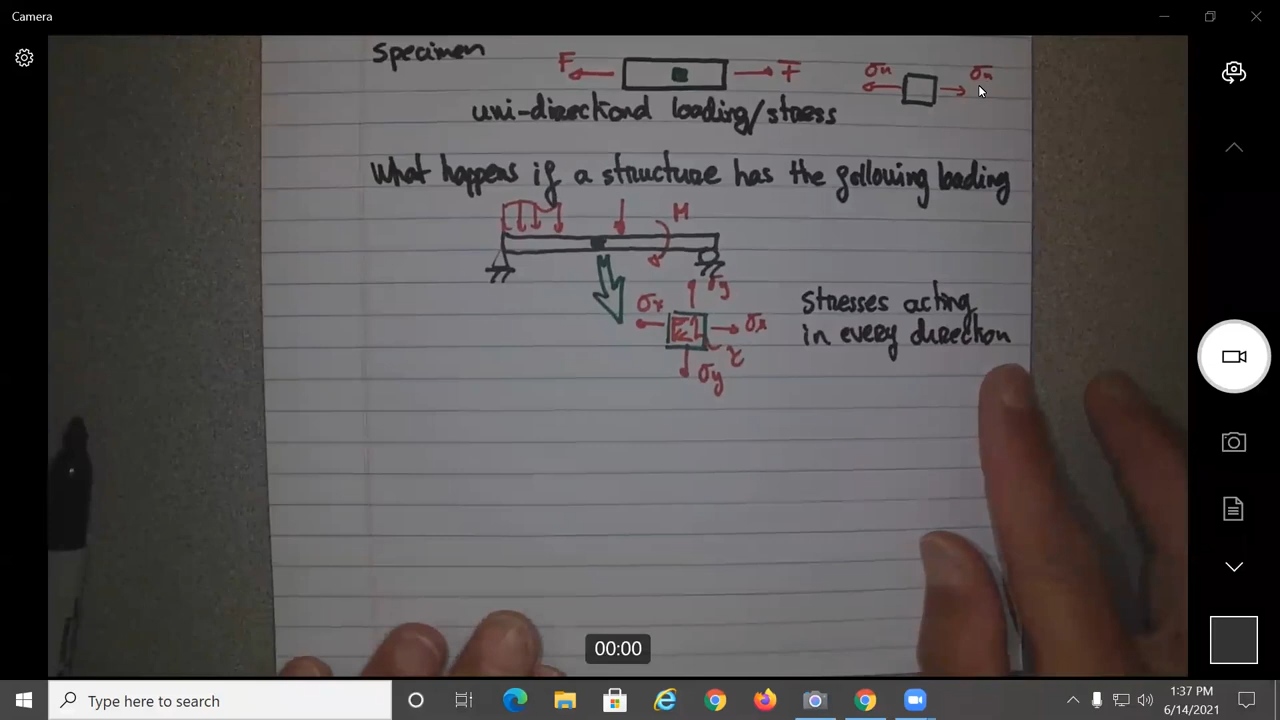 Camera
specimen
F F σn σn
uni-directional loading/stress
What happens if a structure has the following loading
M
σy
σx σx
τ
σy
stresses acting
in every direction
00:00
Type here to search
1:37 PM
6/14/2021